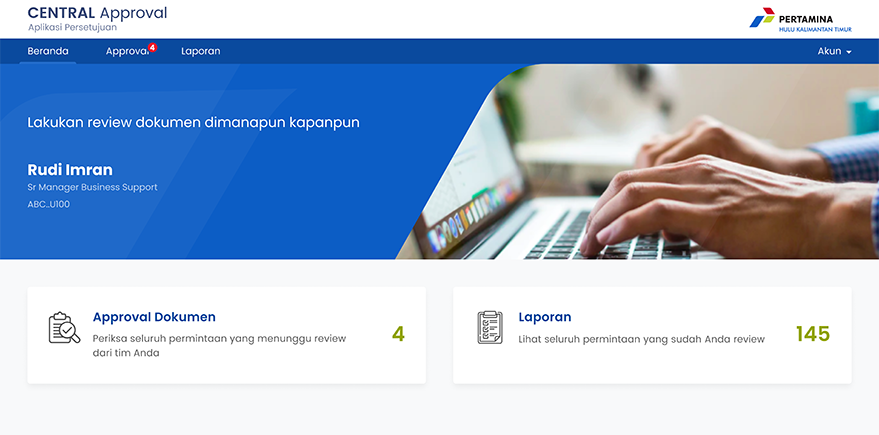 CENTRAL Approval
Aplikasi Persetujuan
PERTAMINA
HULU KALIMANTAN TIMUR
Beranda
Approval
4
Laporan
Akun
Lakukan review dokumen dimanapun kapanpun
Rudi Imran
Sr Manager Business Support
ABC_U100
Approval Dokumen
Periksa seluruh permintaan yang menunggu review
dari tim Anda
4
Laporan
Lihat seluruh permintaan yang sudah Anda review
145